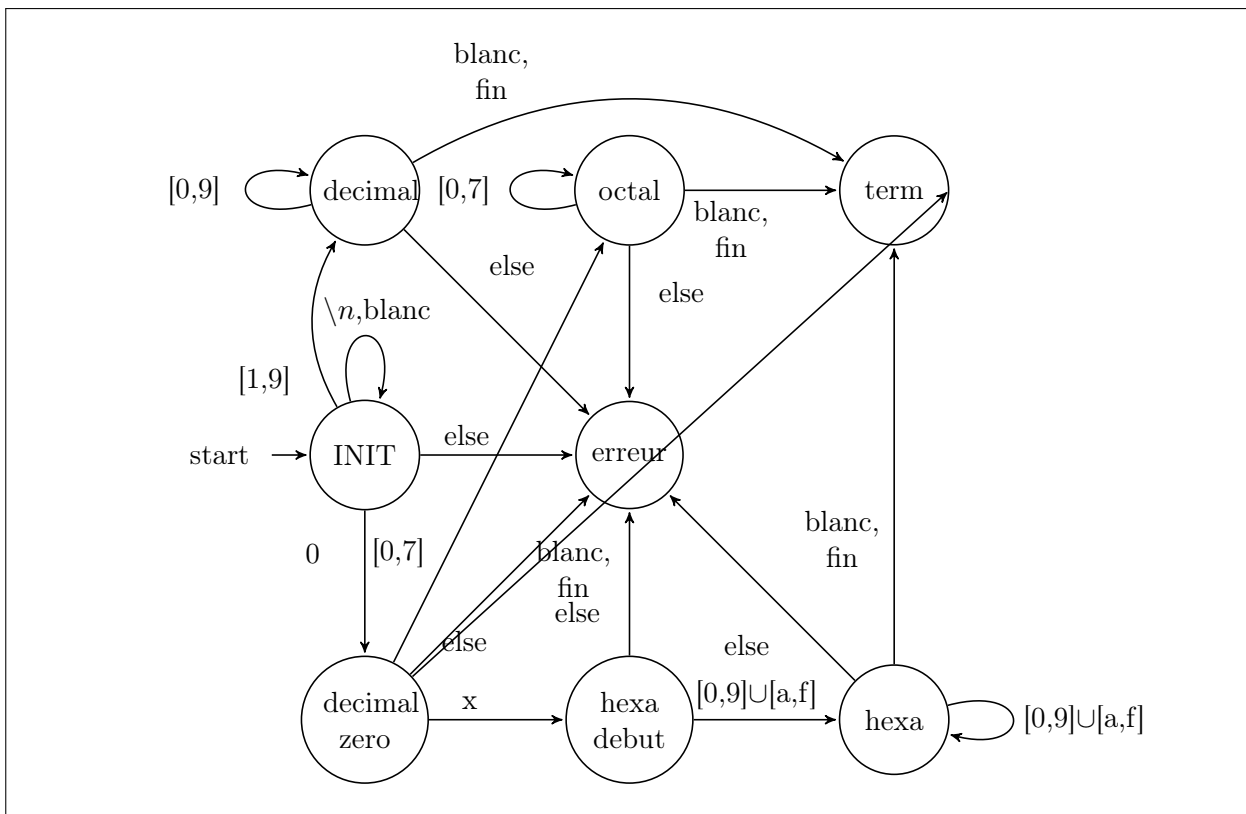 blanc,
fin
[0,9]
decimal
[0,7]
octal
blanc,
fin
term
else
else
\n,blanc
[1,9]
start
INIT
else
erreur
0
[0,7]
blanc,
fin
else
blanc,
fin
else
else
decimal
zero
x
hexa
debut
[0,9]∪[a,f]
hexa
[0,9]∪[a,f]